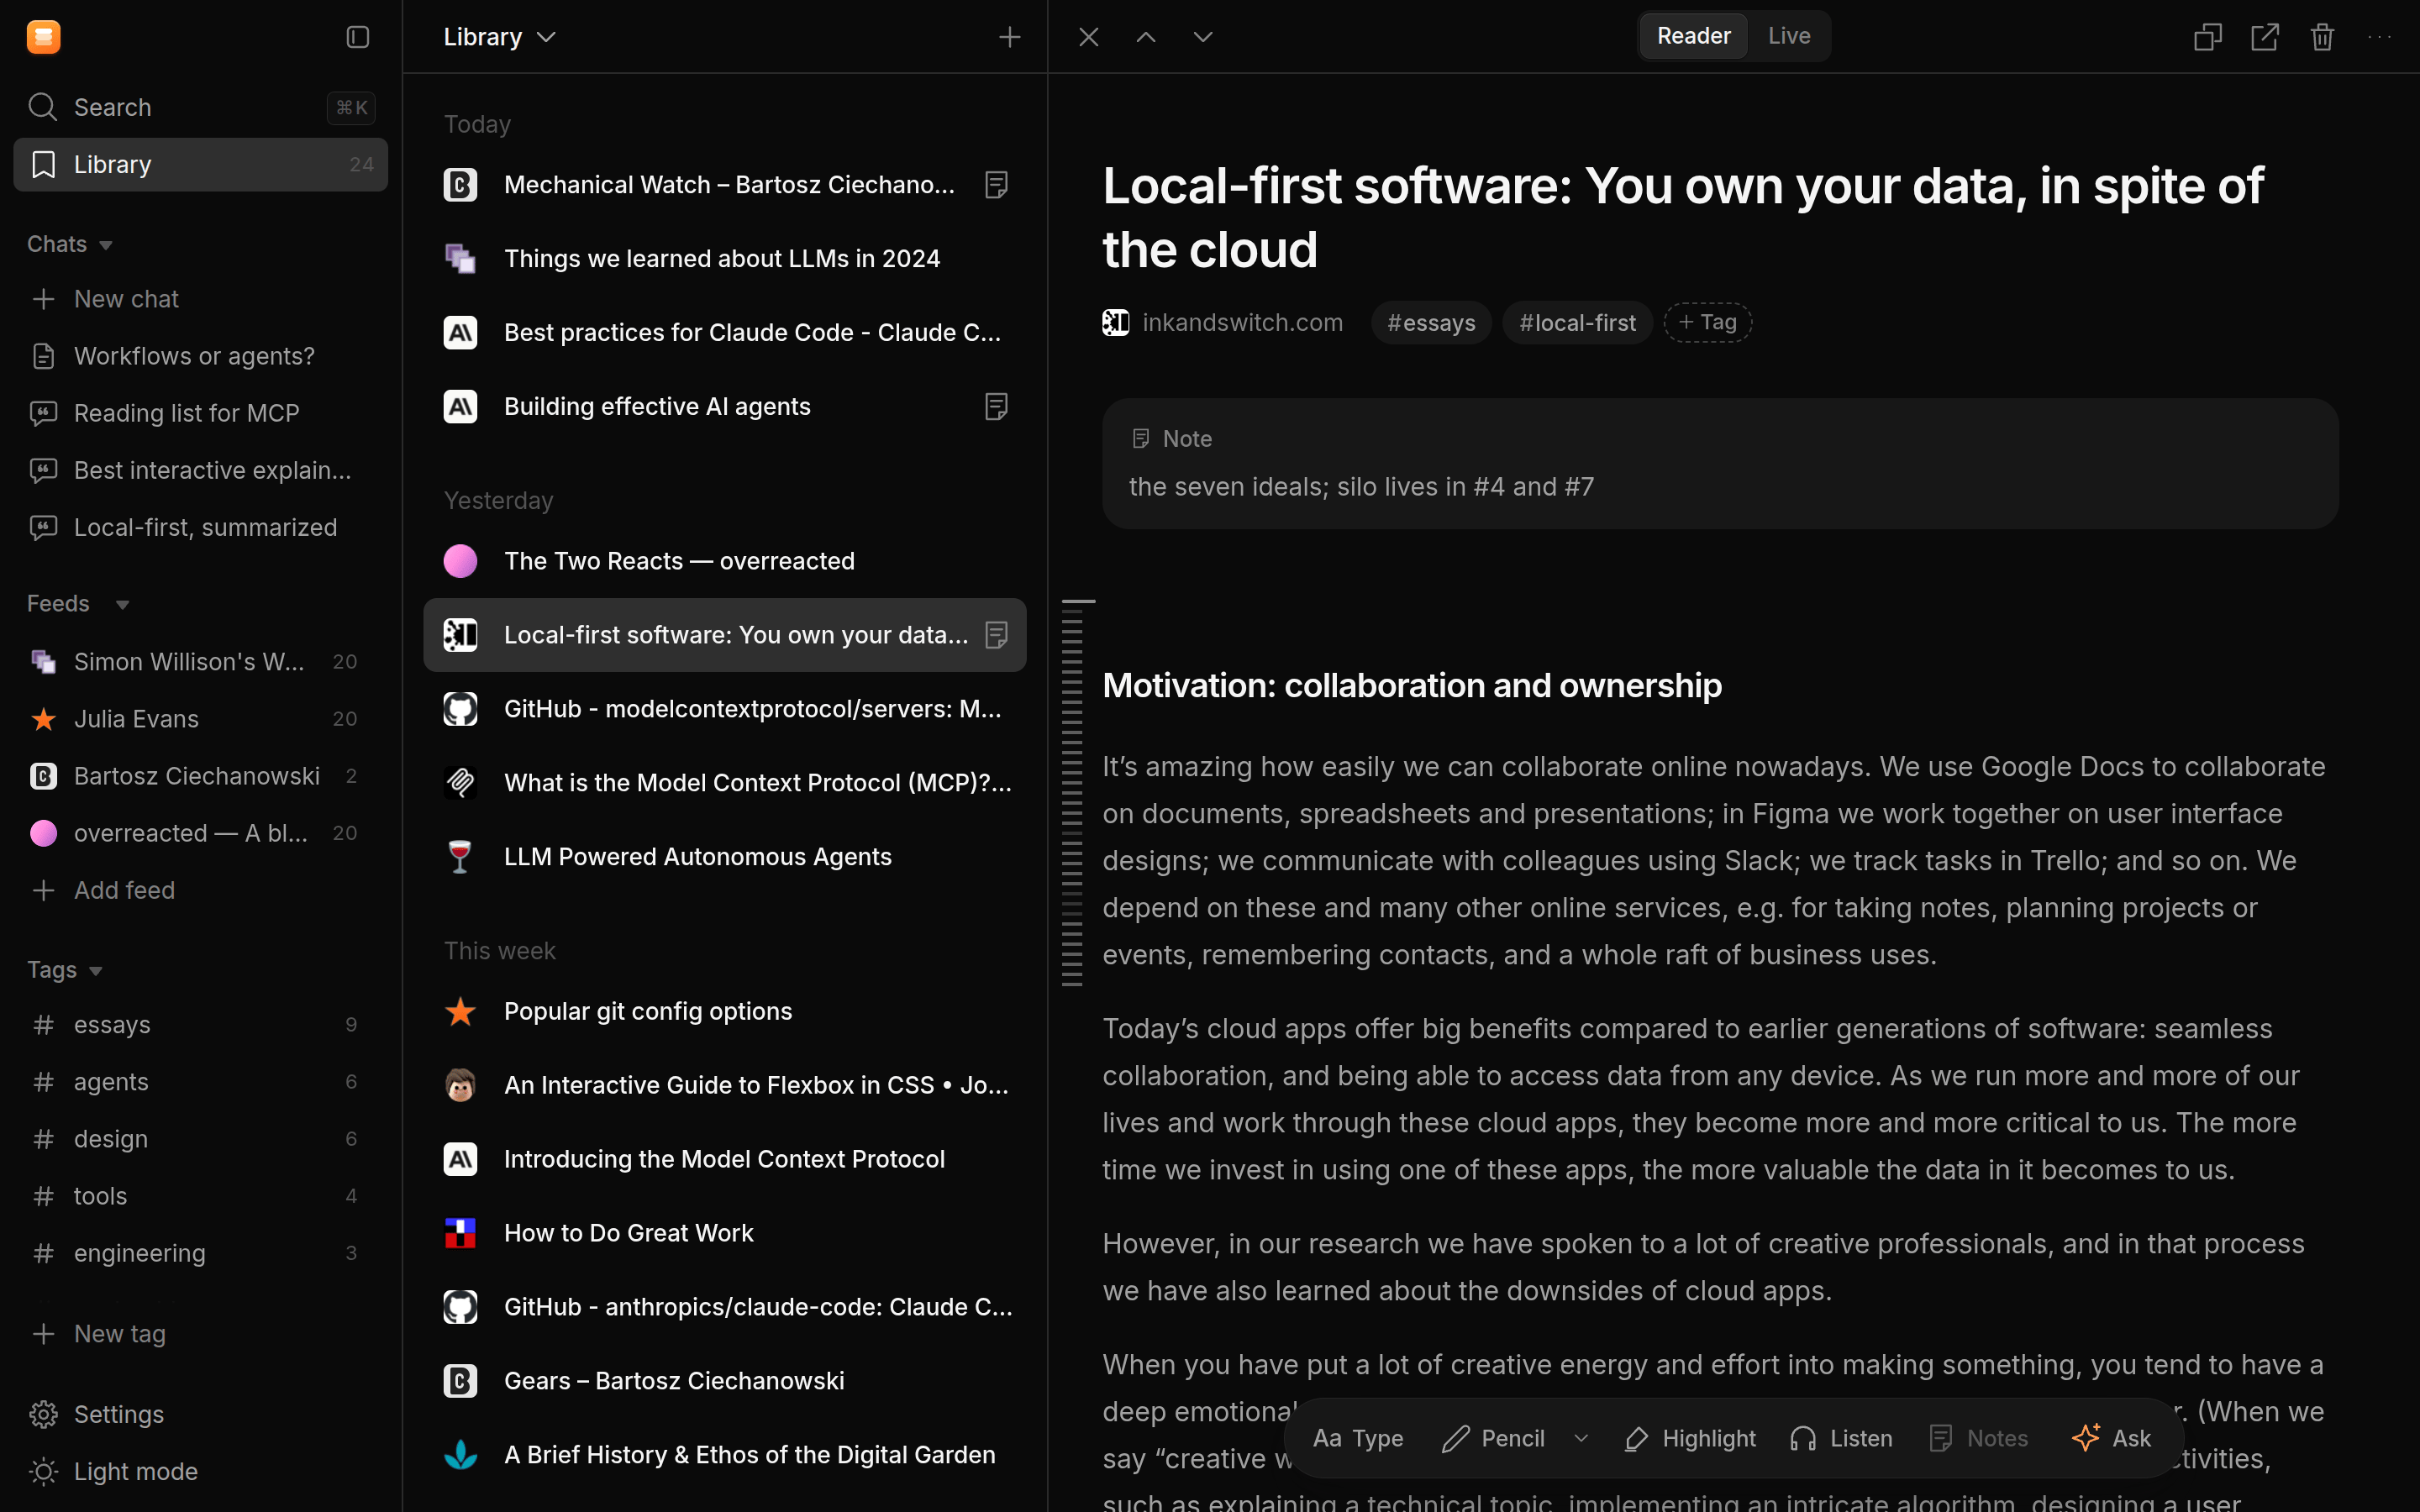 Search
⌘K
Library
24
Chats
New chat
Workflows or agents?
Reading list for MCP
Best interactive explain...
Local-first, summarized
Feeds
Simon Willison's W...
20
Julia Evans
20
Bartosz Ciechanowski
2
overreacted — A bl...
20
Add feed
Tags
essays
9
agents
6
design
6
tools
4
engineering
3
New tag
Settings
Light mode
Library
Today
Mechanical Watch – Bartosz Ciechano...
Things we learned about LLMs in 2024
Best practices for Claude Code - Claude C...
Building effective AI agents
Yesterday
The Two Reacts — overreacted
Local-first software: You own your data...
GitHub - modelcontextprotocol/servers: M...
What is the Model Context Protocol (MCP)?...
LLM Powered Autonomous Agents
This week
Popular git config options
An Interactive Guide to Flexbox in CSS • Jo...
Introducing the Model Context Protocol
How to Do Great Work
GitHub - anthropics/claude-code: Claude C...
Gears – Bartosz Ciechanowski
A Brief History & Ethos of the Digital Garden
Reader
Live
Local-first software: You own your data, in spite of
the cloud
inkandswitch.com
#essays
#local-first
+ Tag
Note
the seven ideals; silo lives in #4 and #7
Motivation: collaboration and ownership
It’s amazing how easily we can collaborate online nowadays. We use Google Docs to collaborate
on documents, spreadsheets and presentations; in Figma we work together on user interface
designs; we communicate with colleagues using Slack; we track tasks in Trello; and so on. We
depend on these and many other online services, e.g. for taking notes, planning projects or
events, remembering contacts, and a whole raft of business uses.
Today’s cloud apps offer big benefits compared to earlier generations of software: seamless
collaboration, and being able to access data from any device. As we run more and more of our
lives and work through these cloud apps, they become more and more critical to us. The more
time we invest in using one of these apps, the more valuable the data in it becomes to us.
However, in our research we have spoken to a lot of creative professionals, and in that process
we have also learned about the downsides of cloud apps.
When you have put a lot of creative energy and effort into making something, you tend to have a
deep emotional r. (When we
say “creative w tivities,
such as explaining a technical topic, implementing an intricate algorithm, designing a user
Aa Type
Pencil
Highlight
Listen
Notes
Ask